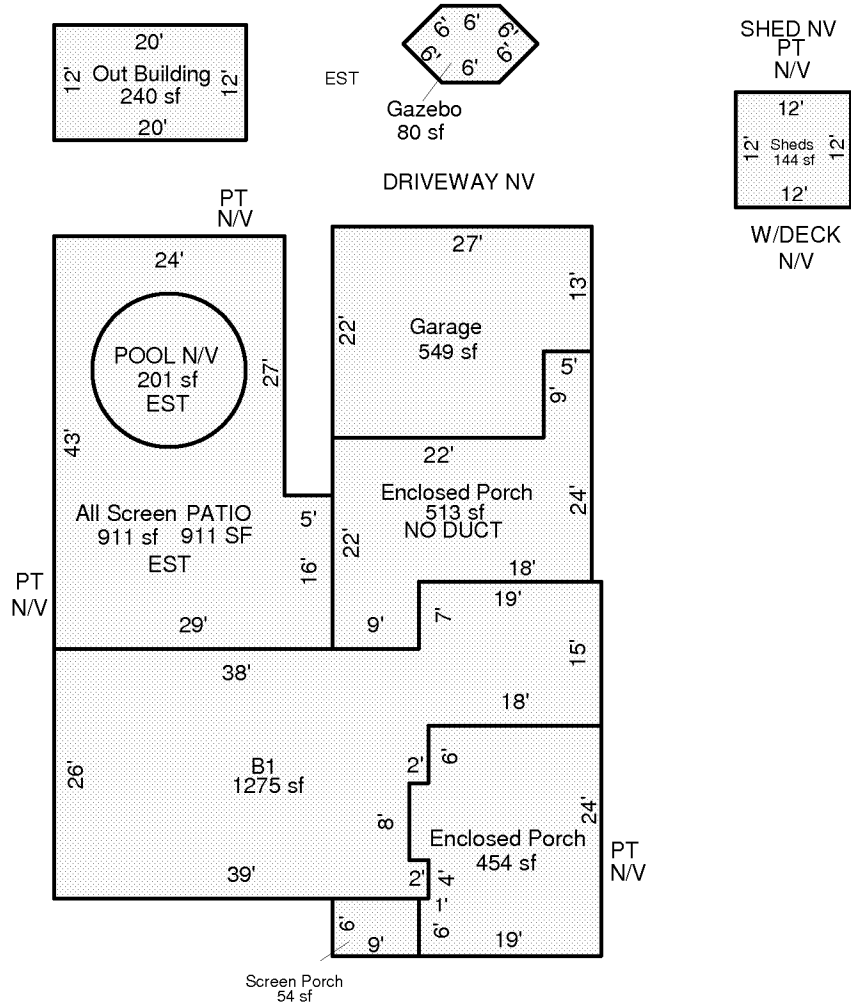 20'
12'
Out Building
240 sf
12'
20'
EST
6'
6'
6'
6'
6'
6'
Gazebo
80 sf
SHED NV
PT
N/V
12'
12'
Sheds
144 sf
12'
12'
W/DECK
N/V
DRIVEWAY NV
PT
N/V
24'
POOL N/V
201 sf
EST
27'
43'
All Screen PATIO
911 sf 911 SF
EST
5'
16'
29'
PT
N/V
27'
13'
22'
Garage
549 sf
5'
9'
22'
Enclosed Porch
513 sf
NO DUCT
24'
22'
18'
9'
7'
19'
15'
38'
18'
26'
B1
1275 sf
2'
6'
8'
24'
Enclosed Porch
454 sf
PT
N/V
39'
2'
4'
1'
6'
6'
9'
19'
Screen Porch
54 sf